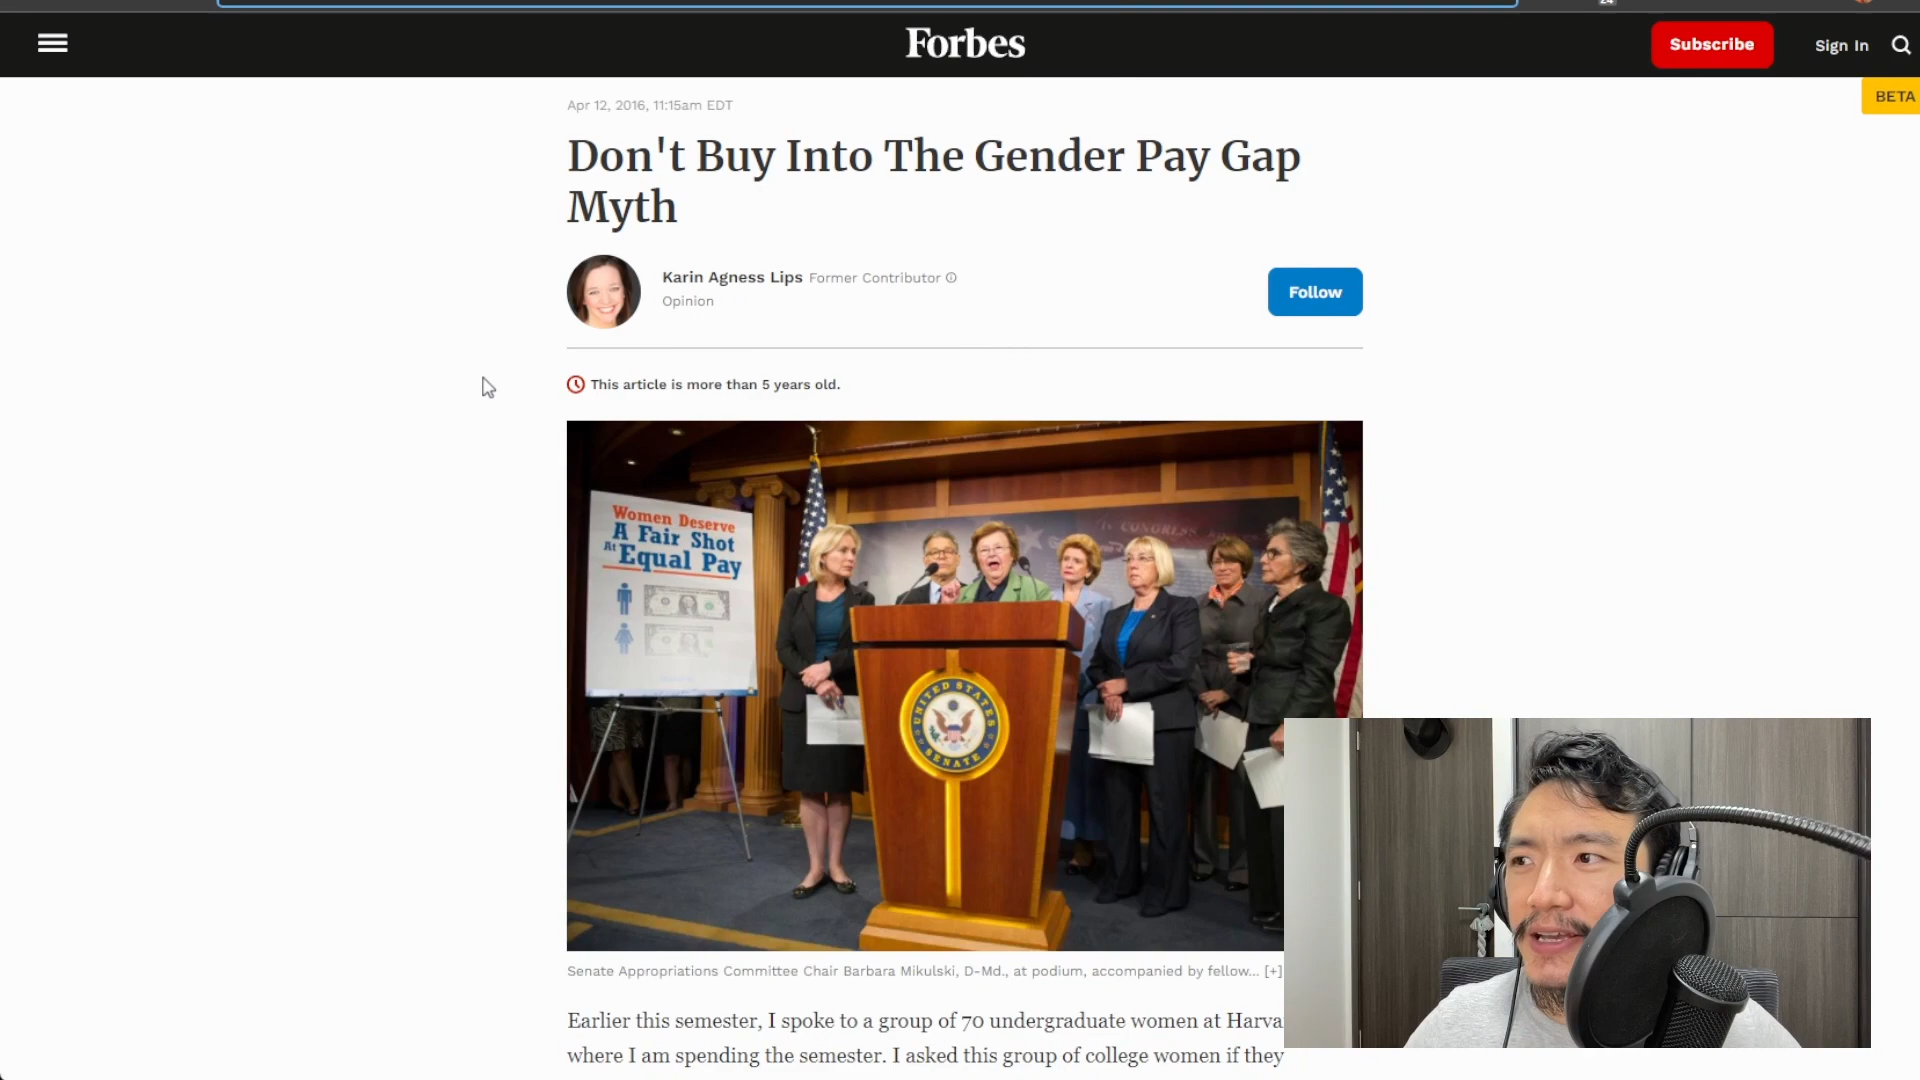 Forbes
Subscribe
Sign In
BETA
Apr 12, 2016, 11:15am EDT
Don't Buy Into The Gender Pay Gap
Myth
Karin Agness Lips Former Contributor
Opinion
Follow
This article is more than 5 years old.
Women Deserve
A Fair Shot
At Equal Pay
CONGRESS
UNITED STATES
SENATE
Senate Appropriations Committee Chair Barbara Mikulski, D-Md., at podium, accompanied by fellow... [+]
Earlier this semester, I spoke to a group of 70 undergraduate women at Harva
where I am spending the semester. I asked this group of college women if they